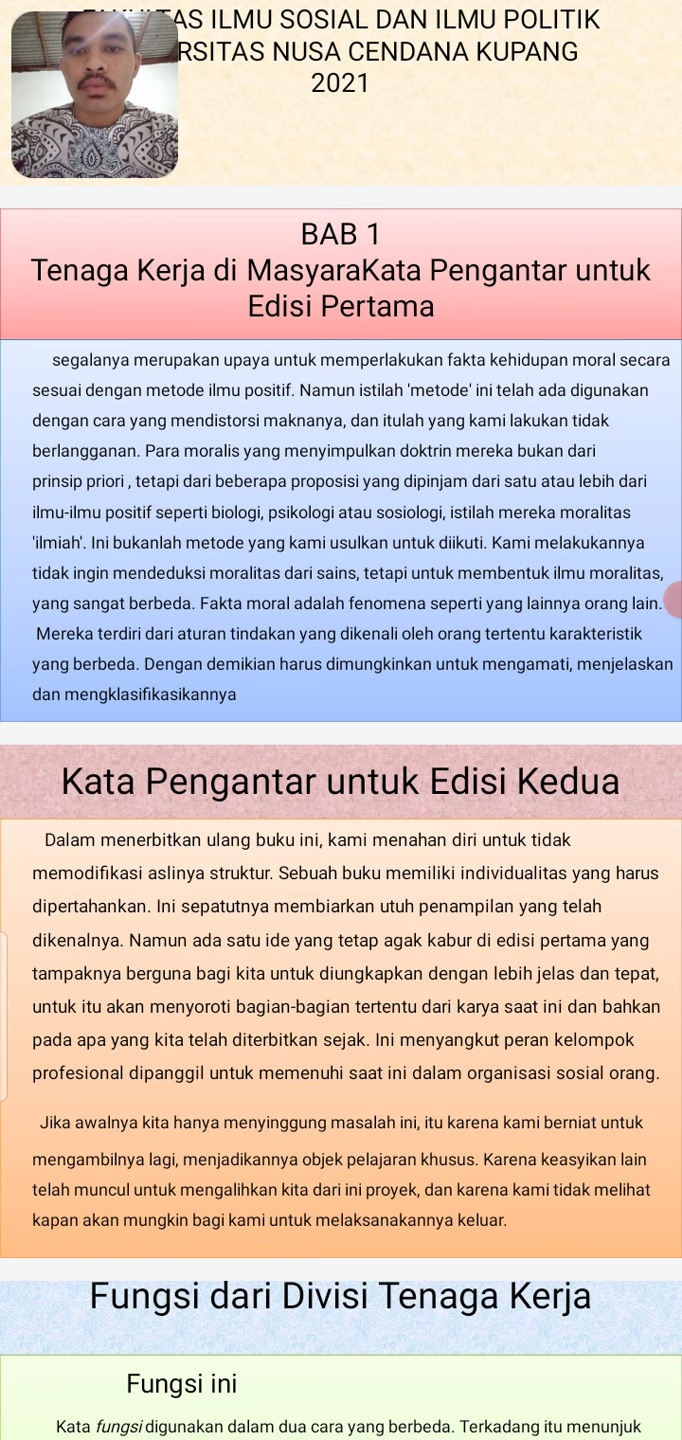 TAS ILMU SOSIAL DAN ILMU POLITIK
RSITAS NUSA CENDANA KUPANG
2021
BAB 1
Tenaga Kerja di MasyaraKata Pengantar untuk
Edisi Pertama
segalanya merupakan upaya untuk memperlakukan fakta kehidupan moral secara
sesuai dengan metode ilmu positif. Namun istilah 'metode' ini telah ada digunakan
dengan cara yang mendistorsi maknanya, dan itulah yang kami lakukan tidak
berlangganan. Para moralis yang menyimpulkan doktrin mereka bukan dari
prinsip priori , tetapi dari beberapa proposisi yang dipinjam dari satu atau lebih dari
ilmu-ilmu positif seperti biologi, psikologi atau sosiologi, istilah mereka moralitas
'ilmiah'. Ini bukanlah metode yang kami usulkan untuk diikuti. Kami melakukannya
tidak ingin mendeduksi moralitas dari sains, tetapi untuk membentuk ilmu moralitas,
yang sangat berbeda. Fakta moral adalah fenomena seperti yang lainnya orang lain.
Mereka terdiri dari aturan tindakan yang dikenali oleh orang tertentu karakteristik
yang berbeda. Dengan demikian harus dimungkinkan untuk mengamati, menjelaskan
dan mengklasifikasikannya
Kata Pengantar untuk Edisi Kedua
Dalam menerbitkan ulang buku ini, kami menahan diri untuk tidak
memodifikasi aslinya struktur. Sebuah buku memiliki individualitas yang harus
dipertahankan. Ini sepatutnya membiarkan utuh penampilan yang telah
dikenalnya. Namun ada satu ide yang tetap agak kabur di edisi pertama yang
tampaknya berguna bagi kita untuk diungkapkan dengan lebih jelas dan tepat,
untuk itu akan menyoroti bagian-bagian tertentu dari karya saat ini dan bahkan
pada apa yang kita telah diterbitkan sejak. Ini menyangkut peran kelompok
profesional dipanggil untuk memenuhi saat ini dalam organisasi sosial orang.
Jika awalnya kita hanya menyinggung masalah ini, itu karena kami berniat untuk
mengambilnya lagi, menjadikannya objek pelajaran khusus. Karena keasyikan lain
telah muncul untuk mengalihkan kita dari ini proyek, dan karena kami tidak melihat
kapan akan mungkin bagi kami untuk melaksanakannya keluar.
Fungsi dari Divisi Tenaga Kerja
Fungsi ini
Kata fungsi digunakan dalam dua cara yang berbeda. Terkadang itu menunjuk